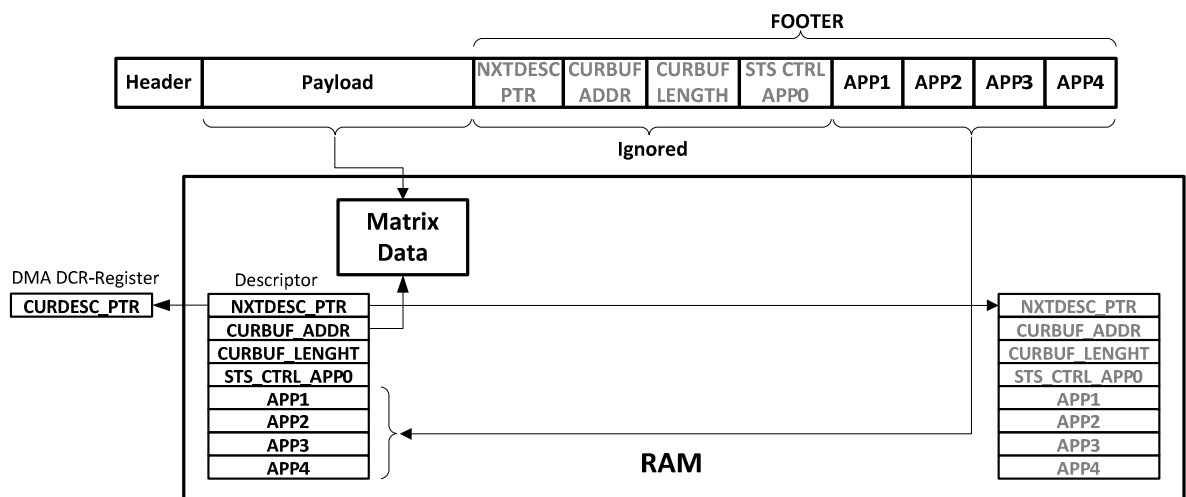 FOOTER
Header
Payload
NXTDESC
PTR
CURBUF
ADDR
CURBUF
LENGTH
STS CTRL
APP0
APP1
APP2
APP3
APP4
Ignored
Matrix
Data
DMA DCR-Register
CURDESC_PTR
Descriptor
NXTDESC_PTR
CURBUF_ADDR
CURBUF_LENGHT
STS_CTRL_APP0
APP1
APP2
APP3
APP4
NXTDESC_PTR
CURBUF_ADDR
CURBUF_LENGHT
STS_CTRL_APP0
APP1
APP2
APP3
APP4
RAM